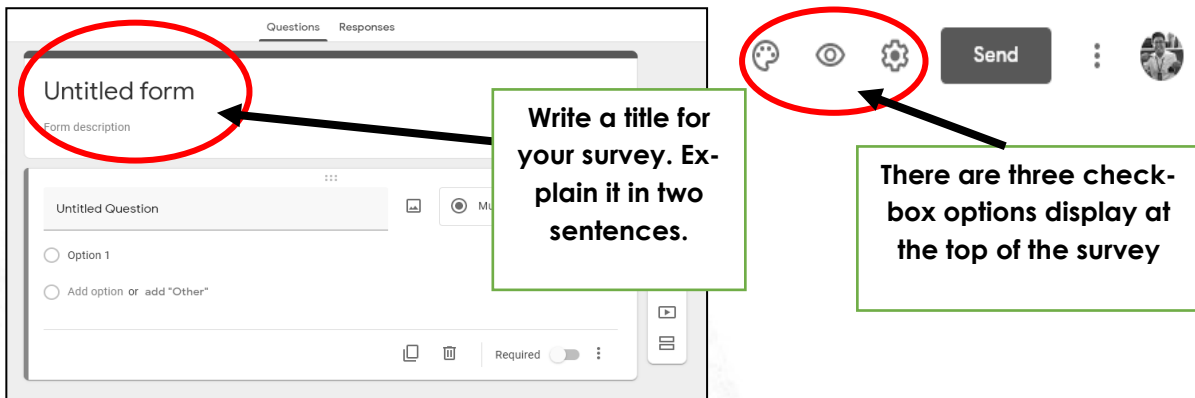 Questions Responses
Send
Untitled form
Form description
Write a title for
your survey. Ex-
plain it in two
sentences.
There are three check-
box options display at
the top of the survey
Untitled Question
Option 1
Add option or add "Other"
Required